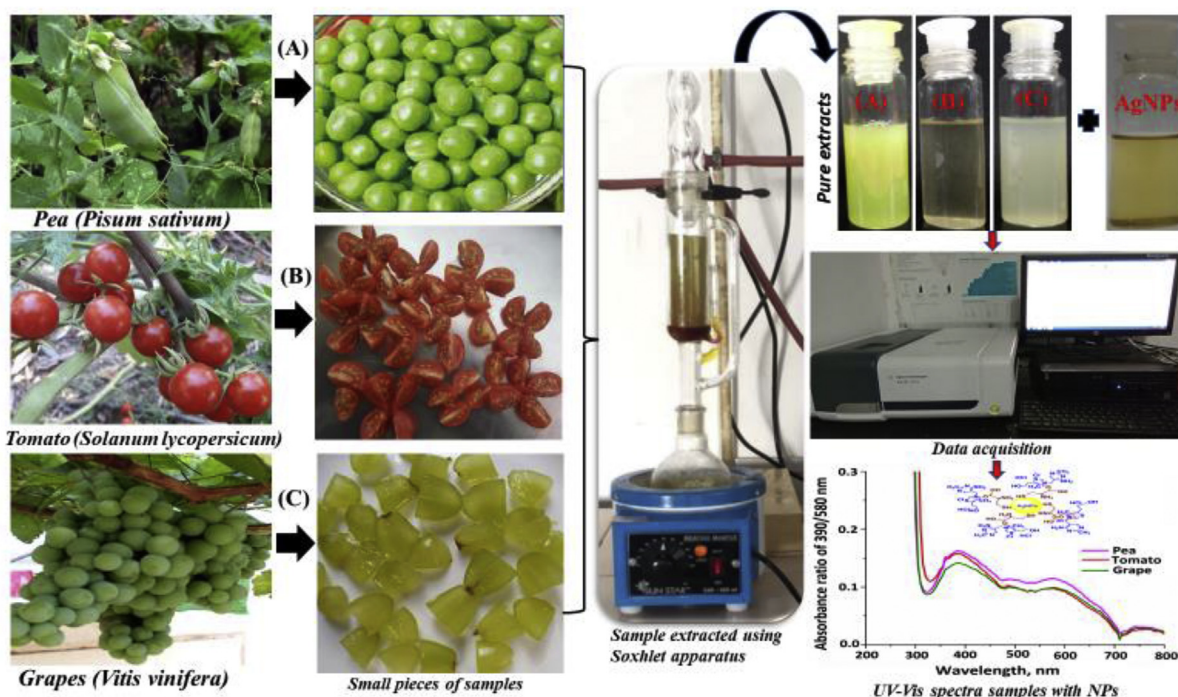 (A)
Pea (Pisum sativum)
(B)
Tomato (Solanum lycopersicum)
(C)
Grapes (Vitis vinifera)
Small pieces of samples
Sample extracted using
Soxhlet apparatus
Pure extracts
(A)
(B)
(C)
AgNPs
Data acquisition
Absorbance ratio of 390/580 nm
0.3
0.2
0.1
0.0
Pea
Tomato
Grape
200 300 400 500 600 700 800
Wavelength, nm
UV-Vis spectra samples with NPs